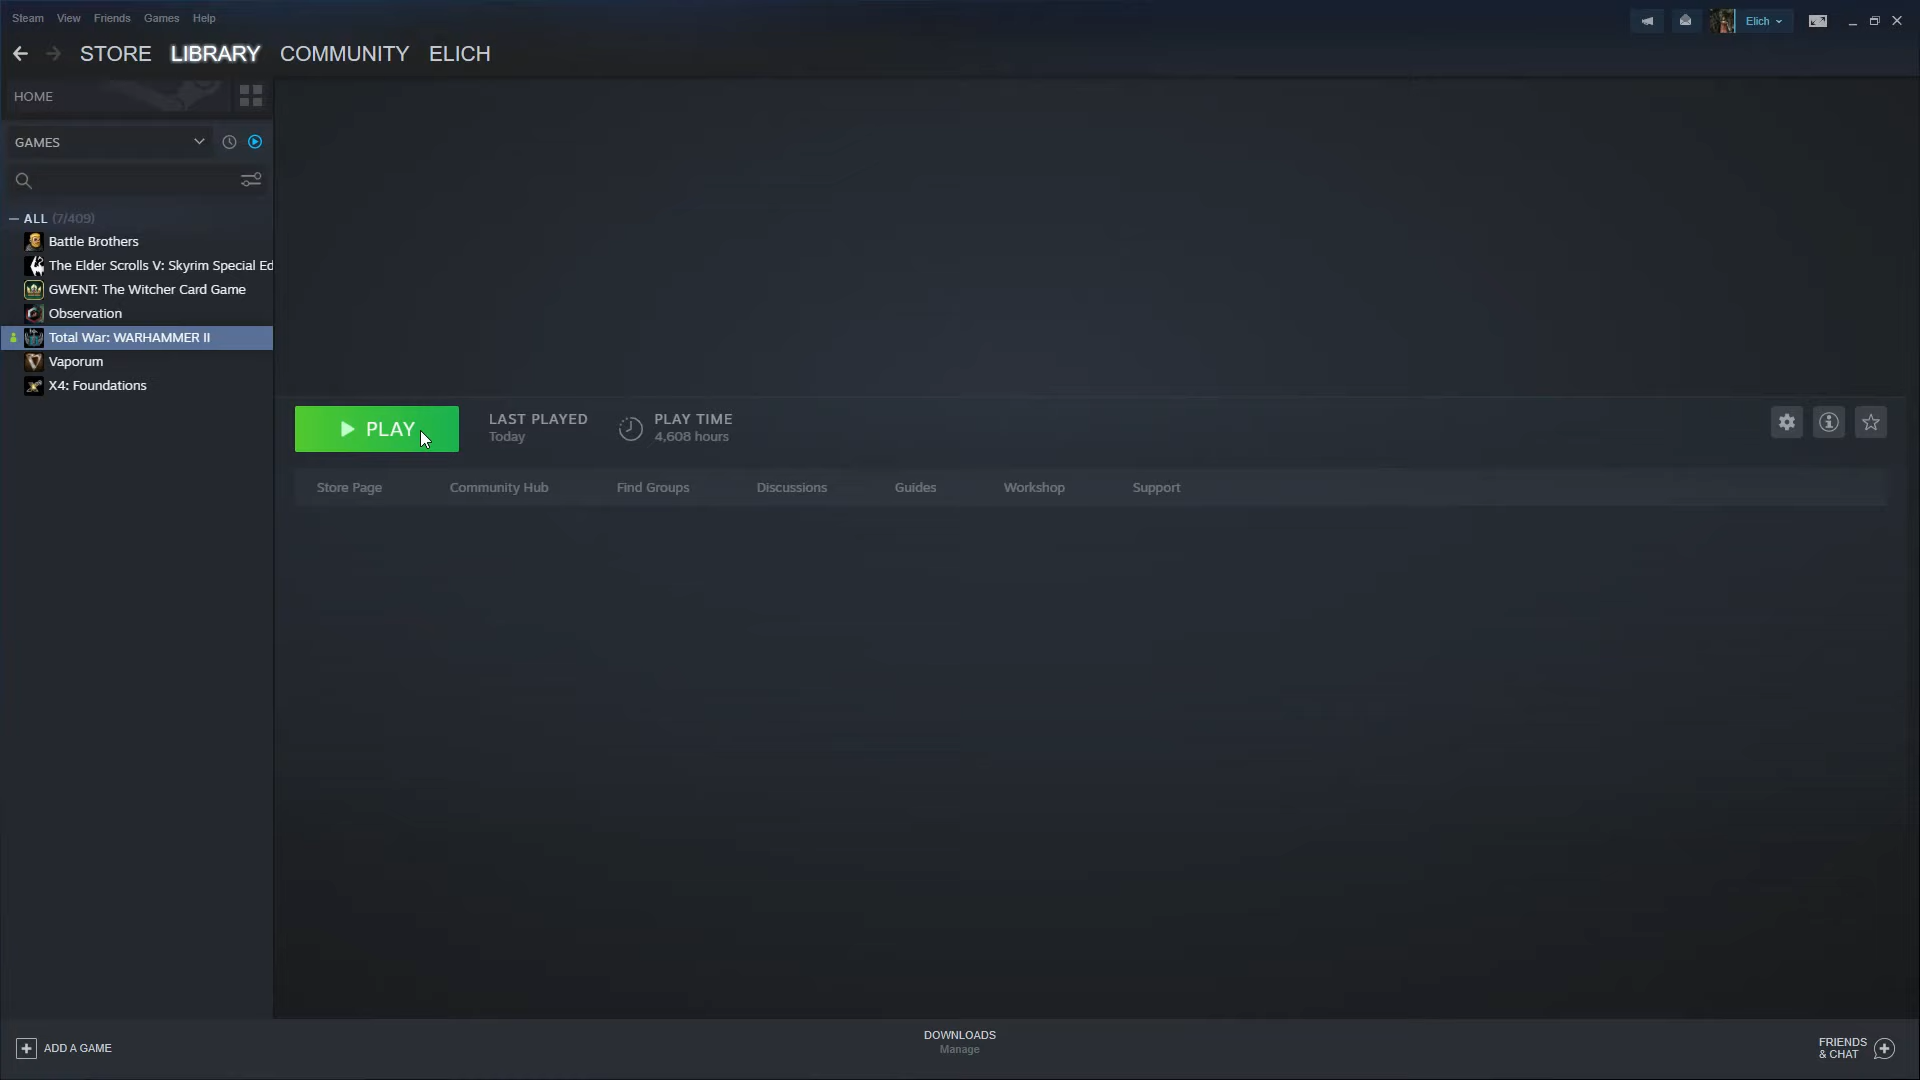 Steam View Friends Games Help
Elich
STORE LIBRARY COMMUNITY ELICH
HOME
GAMES
ALL (7/409)
Battle Brothers
The Elder Scrolls V: Skyrim Special Ed
GWENT: The Witcher Card Game
Observation
Total War: WARHAMMER II
Vaporum
X4: Foundations
PLAY
LAST PLAYED
Today
PLAY TIME
4,608 hours
Store Page Community Hub Find Groups Discussions Guides Workshop Support
ADD A GAME
DOWNLOADS
Manage
FRIENDS
& CHAT